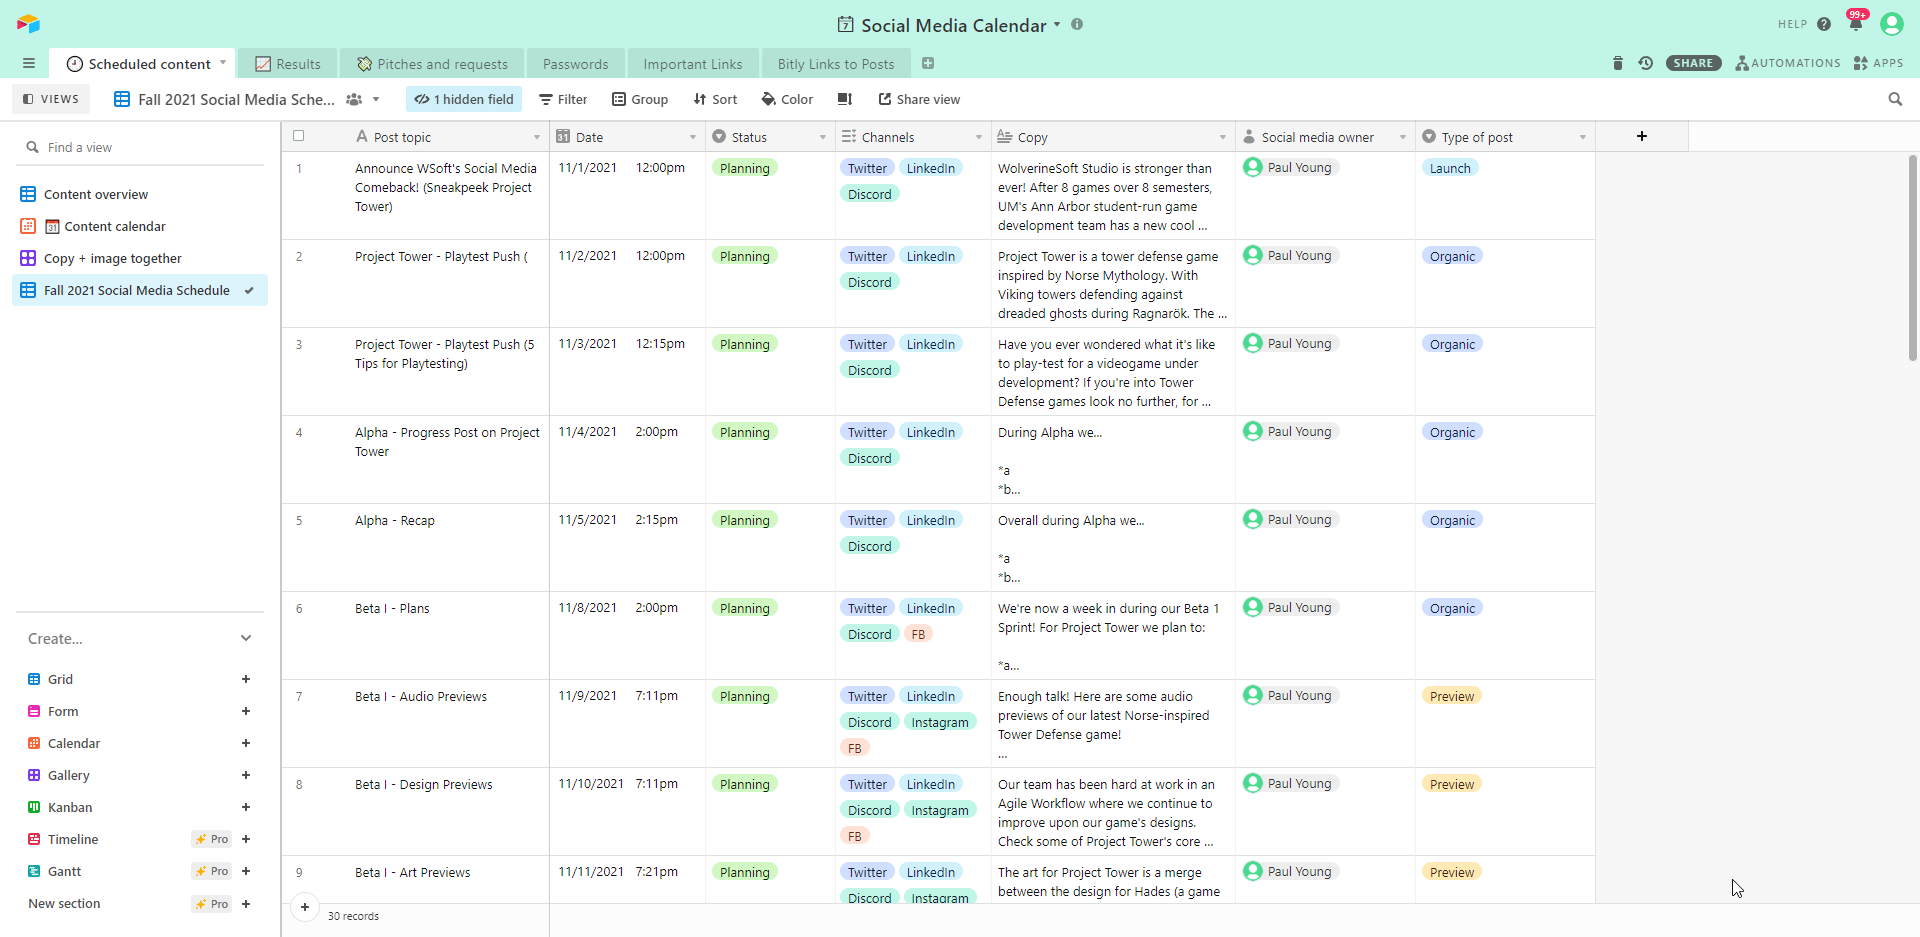 Social Media Calendar
HELP
99+
Scheduled content
Results
Pitches and requests
Passwords
Important Links
Bitly Links to Posts
SHARE
AUTOMATIONS
APPS
VIEWS
Fall 2021 Social Media Sche...
1 hidden field
Filter
Group
Sort
Color
Share view
Find a view
Content overview
Content calendar
Copy + image together
Fall 2021 Social Media Schedule
Create...
Grid
Form
Calendar
Gallery
Kanban
Timeline Pro
Gantt Pro
New section Pro
Post topic Date Status Channels Copy Social media owner Type of post
1
Announce WSoft's Social Media
Comeback! (Sneakpeek Project
Tower)
11/1/2021 12:00pm
Planning
Twitter LinkedIn
Discord
WolverineSoft Studio is stronger than
ever! After 8 games over 8 semesters,
UM's Ann Arbor student-run game
development team has a new cool ...
Paul Young
Launch
2
Project Tower - Playtest Push (
11/2/2021 12:00pm
Planning
Twitter LinkedIn
Discord
Project Tower is a tower defense game
inspired by Norse Mythology. With
Viking towers defending against
dreaded ghosts during Ragnarök. The ...
Paul Young
Organic
3
Project Tower - Playtest Push (5
Tips for Playtesting)
11/3/2021 12:15pm
Planning
Twitter LinkedIn
Discord
Have you ever wondered what it's like
to play-test for a videogame under
development? If you're into Tower
Defense games look no further, for ...
Paul Young
Organic
4
Alpha - Progress Post on Project
Tower
11/4/2021 2:00pm
Planning
Twitter LinkedIn
Discord
During Alpha we...
*a
*b...
Paul Young
Organic
5
Alpha - Recap
11/5/2021 2:15pm
Planning
Twitter LinkedIn
Discord
Overall during Alpha we...
*a
*b...
Paul Young
Organic
6
Beta I - Plans
11/8/2021 2:00pm
Planning
Twitter LinkedIn
Discord FB
We're now a week in during our Beta 1
Sprint! For Project Tower we plan to:
*a...
Paul Young
Organic
7
Beta I - Audio Previews
11/9/2021 7:11pm
Planning
Twitter LinkedIn
Discord Instagram
FB
Enough talk! Here are some audio
previews of our latest Norse-inspired
Tower Defense game!
...
Paul Young
Preview
8
Beta I - Design Previews
11/10/2021 7:11pm
Planning
Twitter LinkedIn
Discord Instagram
FB
Our team has been hard at work in an
Agile Workflow where we continue to
improve upon our game's designs.
Check some of Project Tower's core ...
Paul Young
Preview
9
Beta I - Art Previews
11/11/2021 7:21pm
Planning
Twitter LinkedIn
Discord Instagram
The art for Project Tower is a merge
between the design for Hades (a game
Paul Young
Preview
30 records